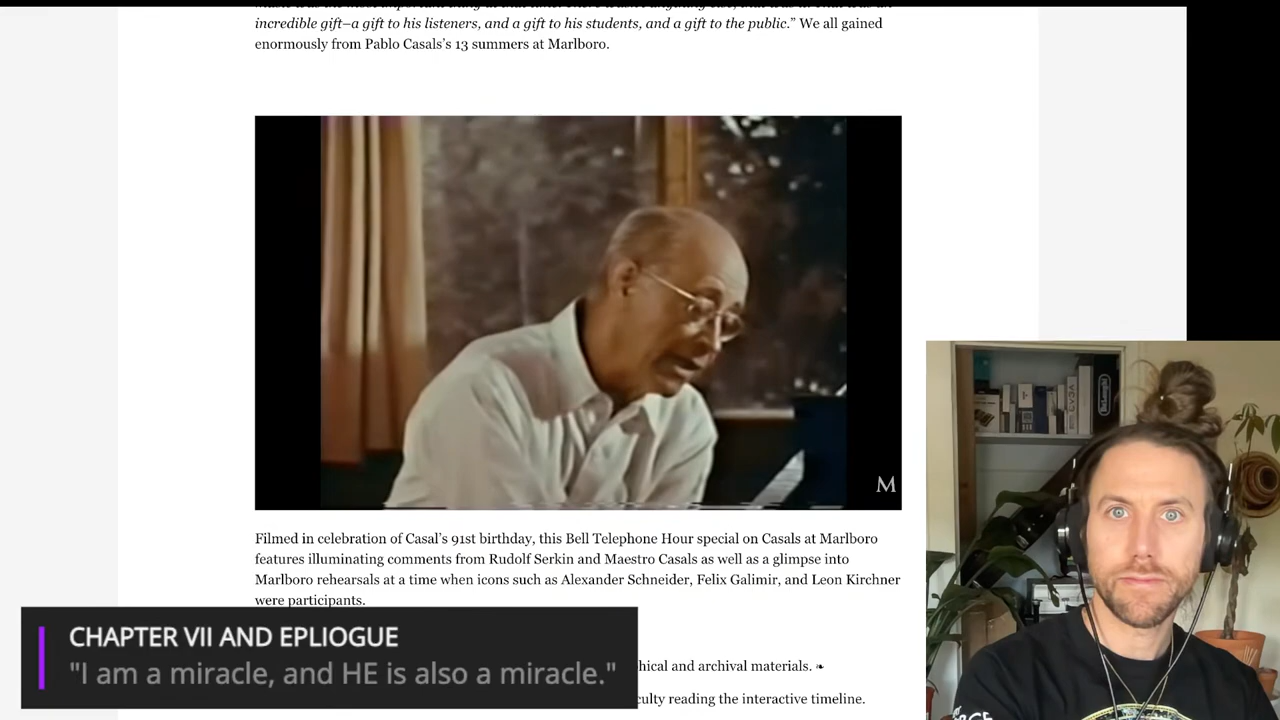 incredible gift–a gift to his listeners, and a gift to his students, and a gift to the public.” We all gained
enormously from Pablo Casals’s 13 summers at Marlboro.
M
Filmed in celebration of Casal’s 91st birthday, this Bell Telephone Hour special on Casals at Marlboro
features illuminating comments from Rudolf Serkin and Maestro Casals as well as a glimpse into
Marlboro rehearsals at a time when icons such as Alexander Schneider, Felix Galimir, and Leon Kirchner
were participants.
CHAPTER VII AND EPLIOGUE
"I am a miracle, and HE is also a miracle."
hical and archival materials. ❧
culty reading the interactive timeline.
DeLonghi
EVGA